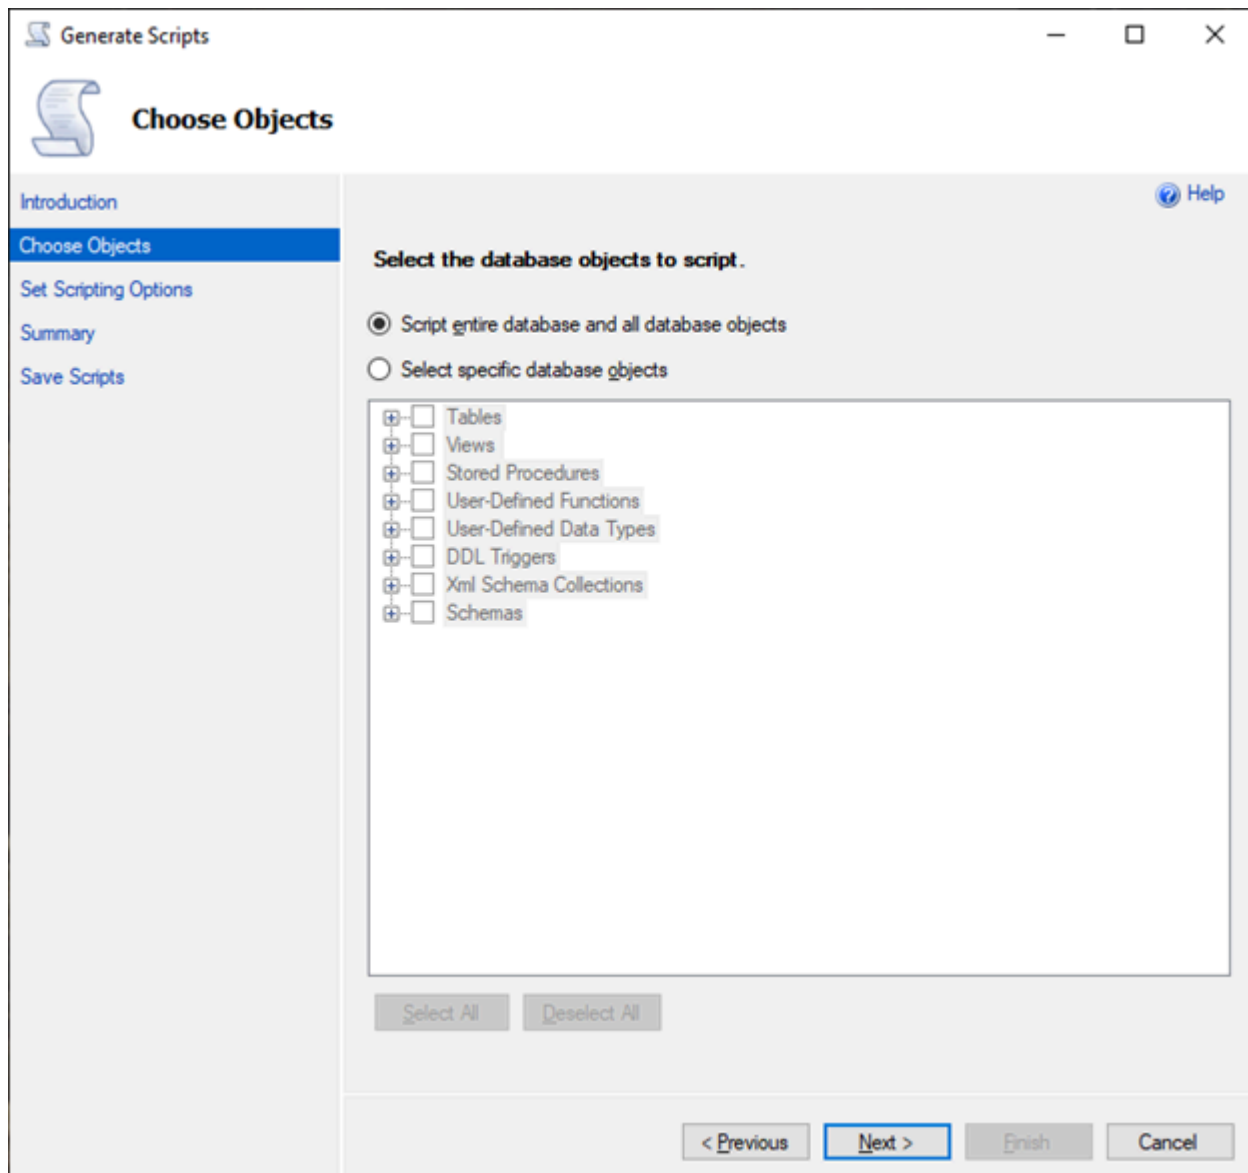 Generate Scripts
Choose Objects
Introduction
Choose Objects
Set Scripting Options
Summary
Save Scripts
Help
Select the database objects to script.
Script entire database and all database objects
Select specific database objects
Tables
Views
Stored Procedures
User-Defined Functions
User-Defined Data Types
DDL Triggers
Xml Schema Collections
Schemas
Select All
Deselect All
< Previous
Next >
Finish
Cancel